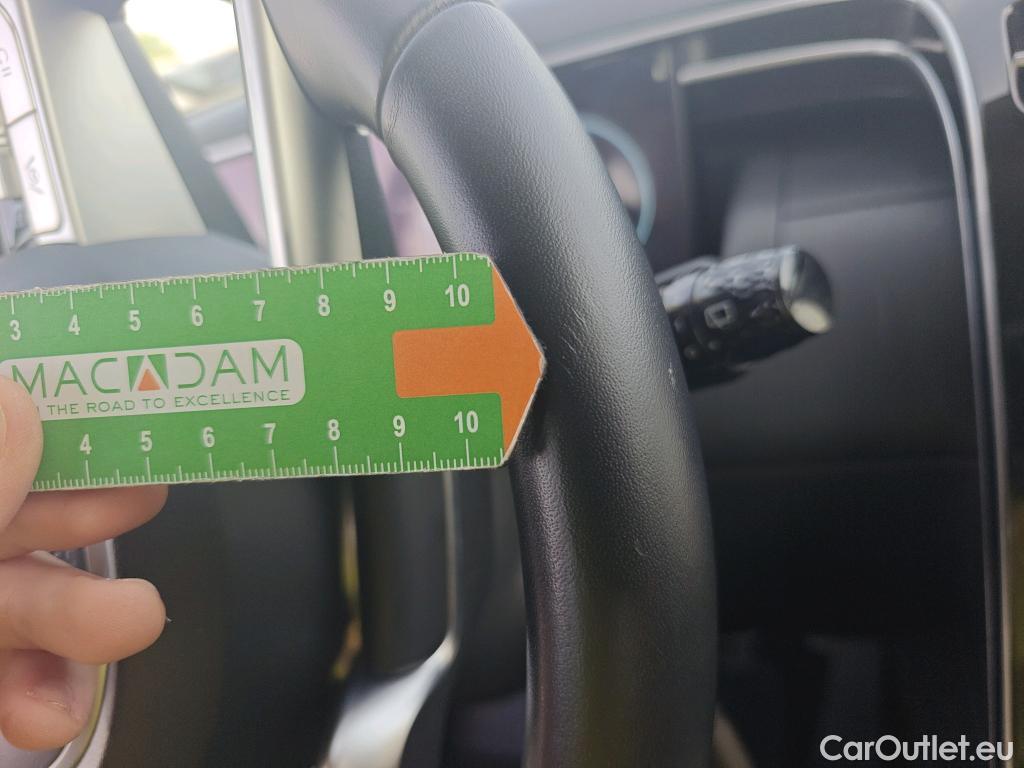 3 4 5 6 7 8 9 10
MACADAM
THE ROAD TO EXCELLENCE
4 5 6 7 8 9 10
CarOutlet.eu